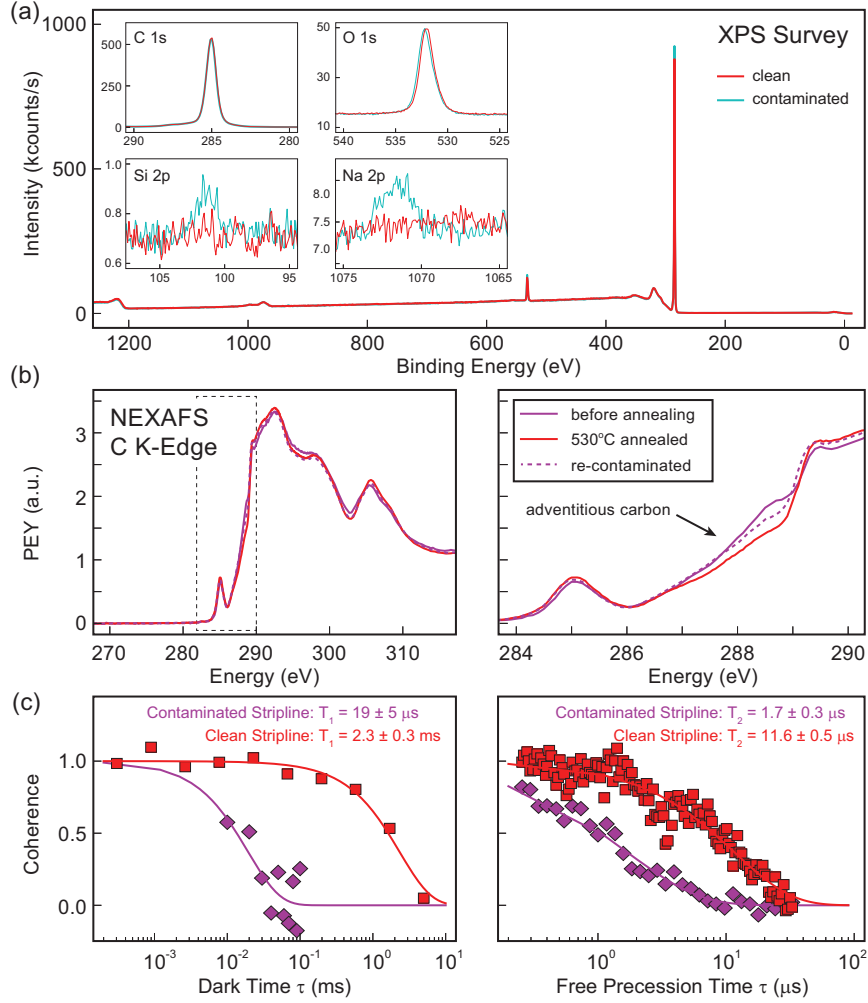 (a)
XPS Survey
clean
contaminated
Intensity (kcounts/s)
1000
500
0
C 1s
500
250
0
290
285
280
O 1s
50
30
10
540
535
530
525
Si 2p
1.0
0.8
0.6
105
100
95
Na 2p
8.0
7.5
7.0
1075
1070
1065
1200
1000
800
600
400
200
0
Binding Energy (eV)
(b)
NEXAFS
C K-Edge
PEY (a.u.)
3
2
1
0
270
280
290
300
310
Energy (eV)
before annealing
530°C annealed
re-contaminated
adventitious carbon
284
286
288
290
Energy (eV)
(c)
Contaminated Stripline: T1 = 19 ± 5 μs
Clean Stripline: T1 = 2.3 ± 0.3 ms
Coherence
1.0
0.5
0.0
10-3
10-2
10-1
100
101
Dark Time τ (ms)
Contaminated Stripline: T2 = 1.7 ± 0.3 μs
Clean Stripline: T2 = 11.6 ± 0.5 μs
100
101
102
Free Precession Time τ (μs)